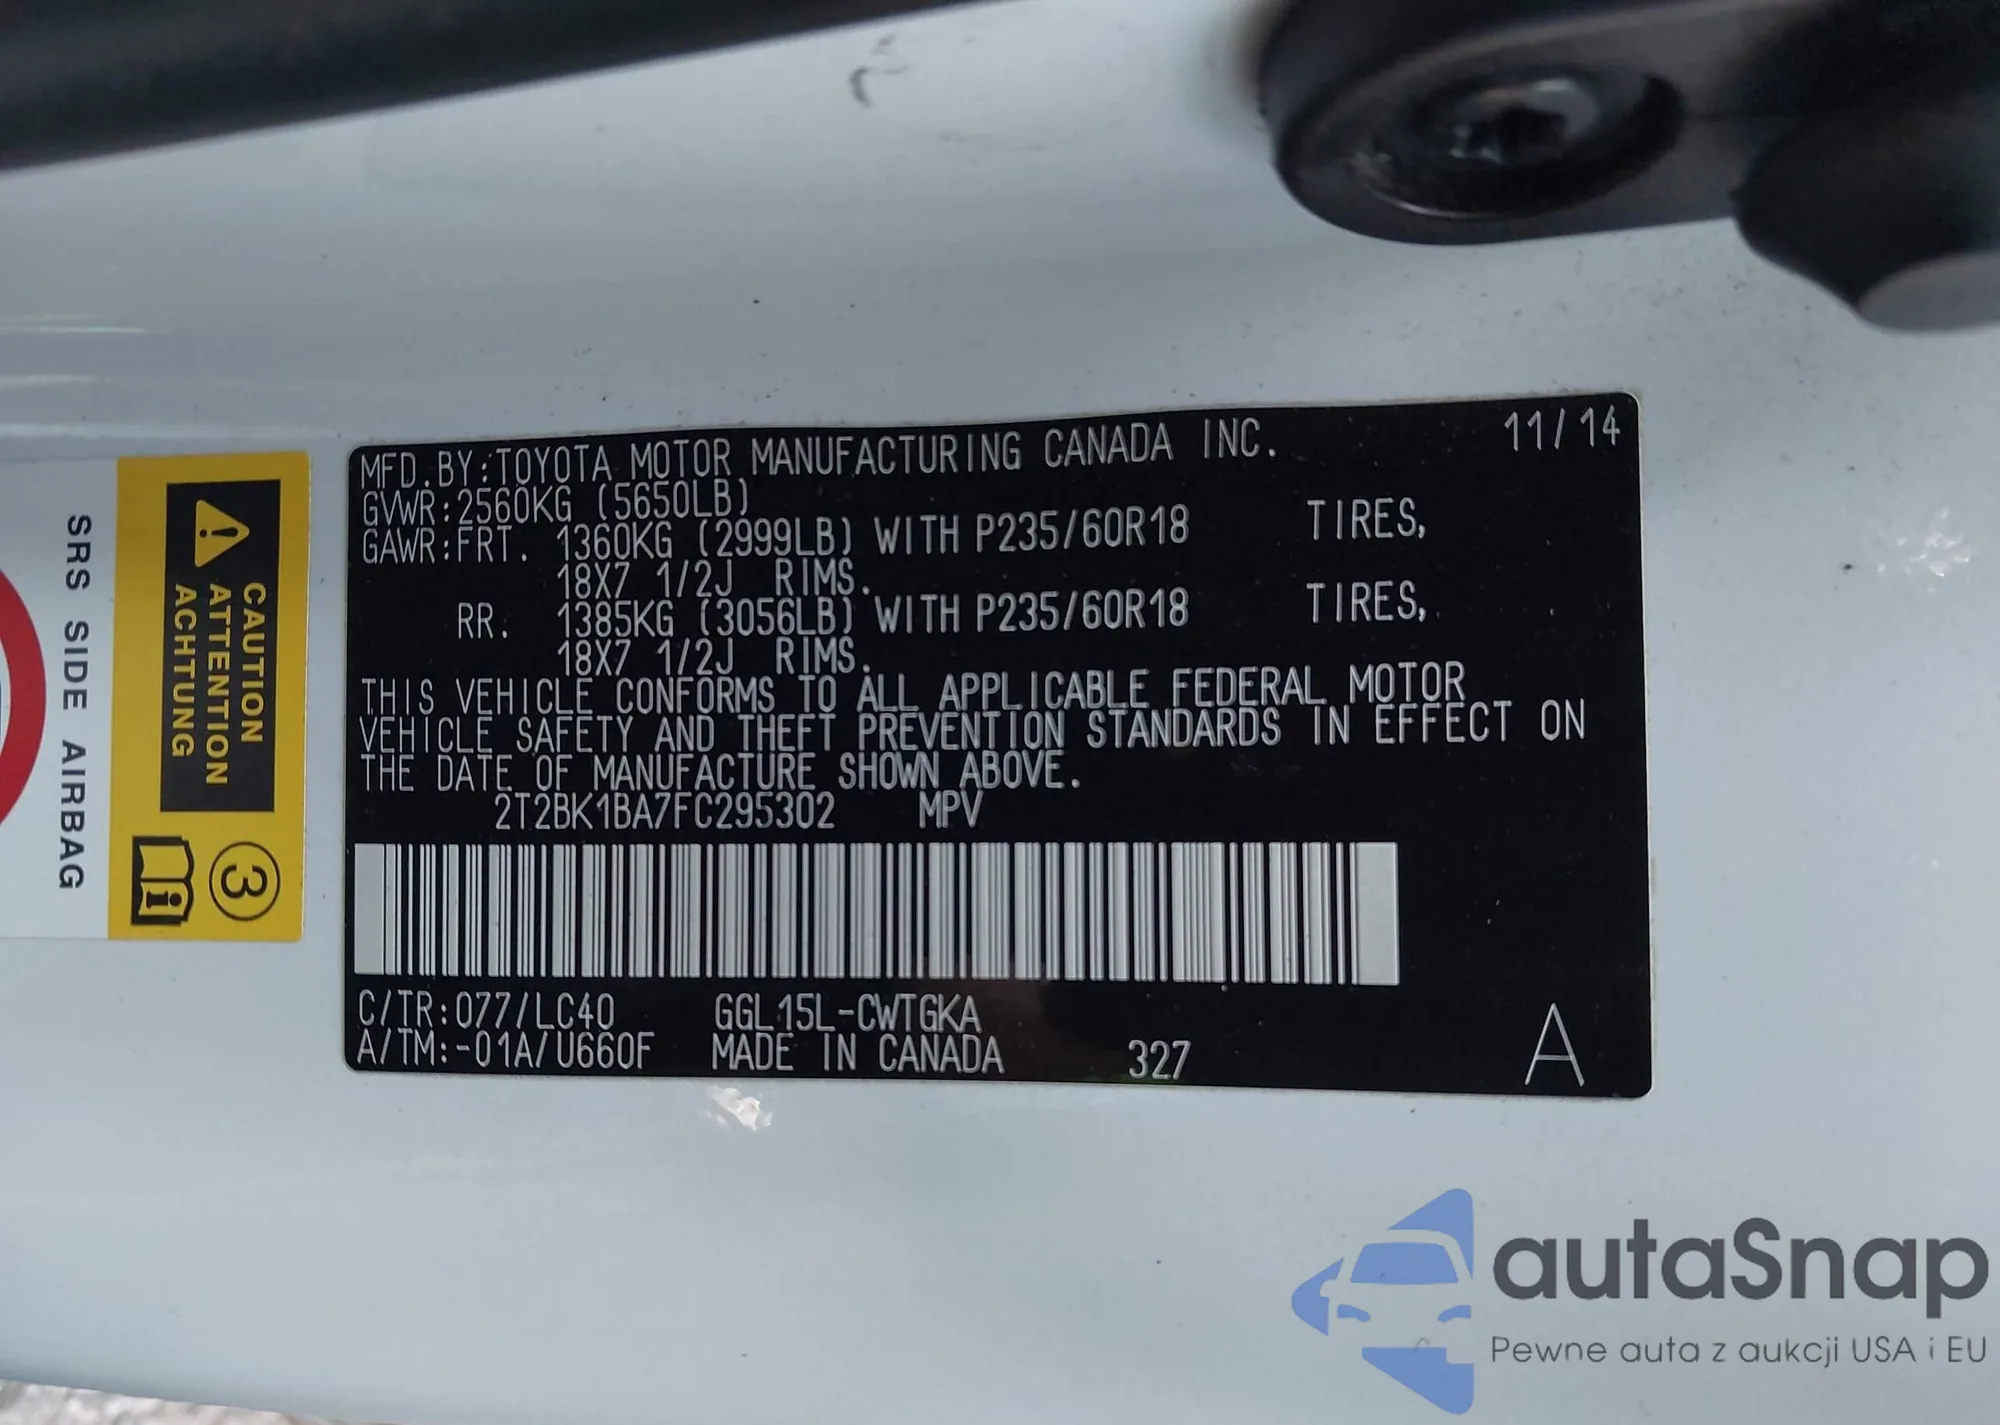 MFD.BY:TOYOTA MOTOR MANUFACTURING CANADA INC. 11/14
GVWR:2560KG (5650LB)
GAWR:FRT. 1360KG (2999LB) WITH P235/60R18 TIRES,
18X7 1/2J RIMS.
RR. 1385KG (3056LB) WITH P235/60R18 TIRES,
18X7 1/2J RIMS.
THIS VEHICLE CONFORMS TO ALL APPLICABLE FEDERAL MOTOR
VEHICLE SAFETY AND THEFT PREVENTION STANDARDS IN EFFECT ON
THE DATE OF MANUFACTURE SHOWN ABOVE.
2T2BK1BA7FC295302 MPV
C/TR:077/LC40 GGL15L-CWTGKA
A/TM:-01A/U660F MADE IN CANADA 327 A
CAUTION
ATTENTION
ACHTUNG
3
i
SRS SIDE AIRBAG
autaSnap
Pewne auta z aukcji USA i EU